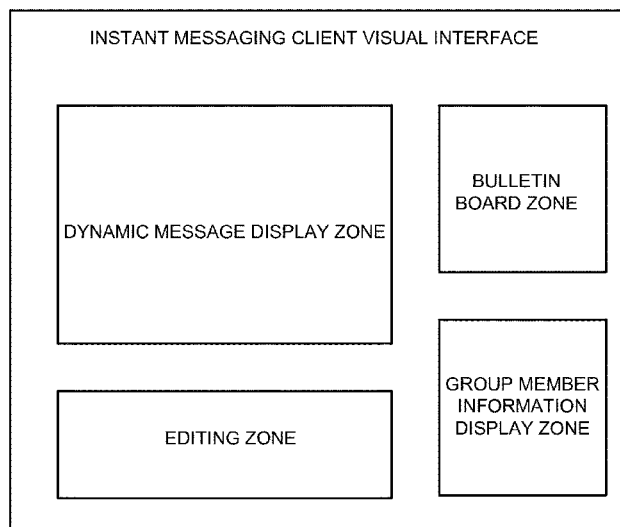 INSTANT MESSAGING CLIENT VISUAL INTERFACE
DYNAMIC MESSAGE DISPLAY ZONE
BULLETIN
BOARD ZONE
EDITING ZONE
GROUP MEMBER
INFORMATION
DISPLAY ZONE